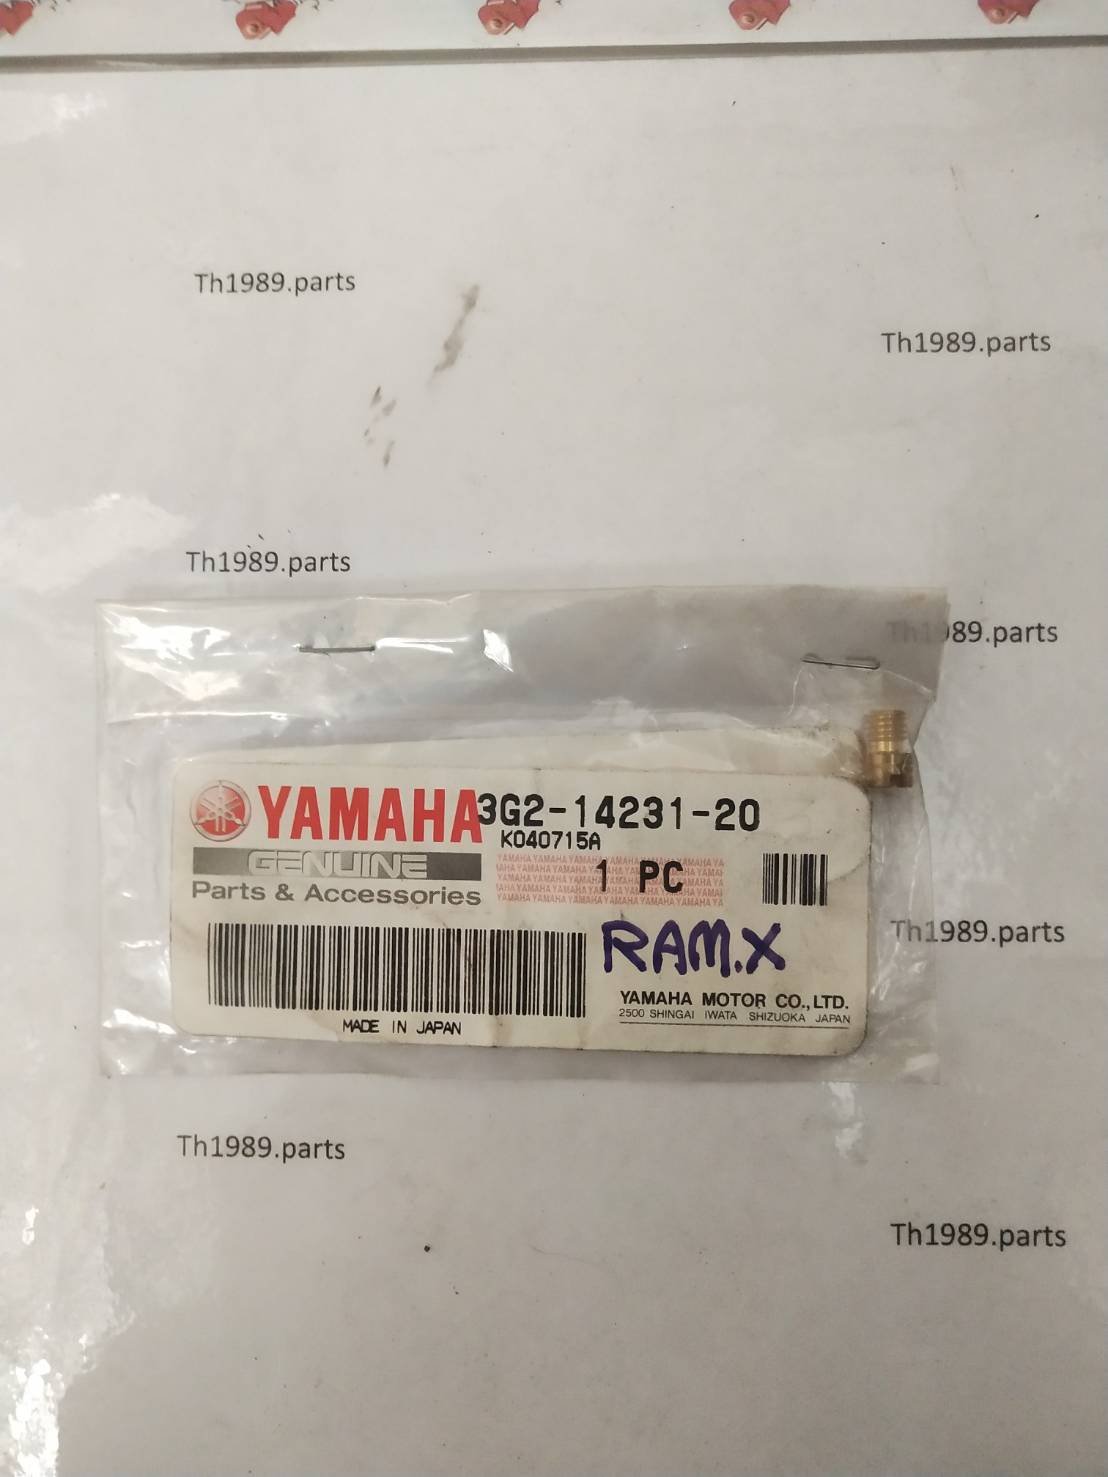 Th1989.parts
Th1989.parts
Th1989.parts
Th1989.parts
YAMAHA 3G2-14231-20
K040715A
GENUINE
Parts & Accessories
1 PC
Th1989.parts
RAM.X
YAMAHA MOTOR CO.,LTD.
2500 SHINGAI IWATA SHIZUOKA JAPAN
MADE IN JAPAN
Th1989.parts
Th1989.parts